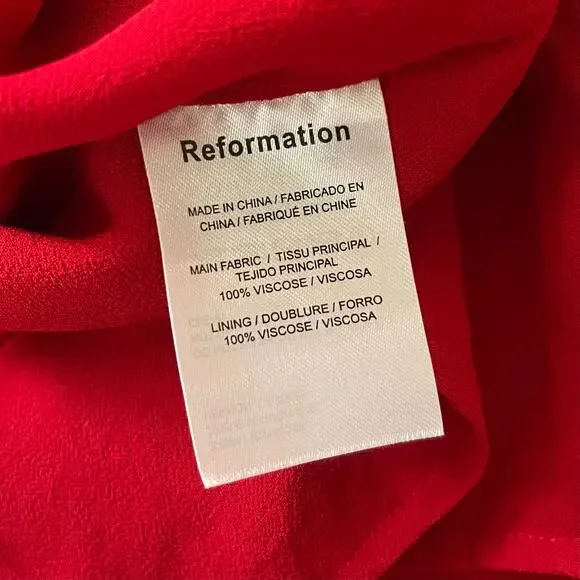 Reformation
MADE IN CHINA / FABRICADO EN
CHINA / FABRIQUÉ EN CHINE
MAIN FABRIC / TISSU PRINCIPAL /
TEJIDO PRINCIPAL
100% VISCOSE / VISCOSA
LINING / DOUBLURE / FORRO
100% VISCOSE / VISCOSA